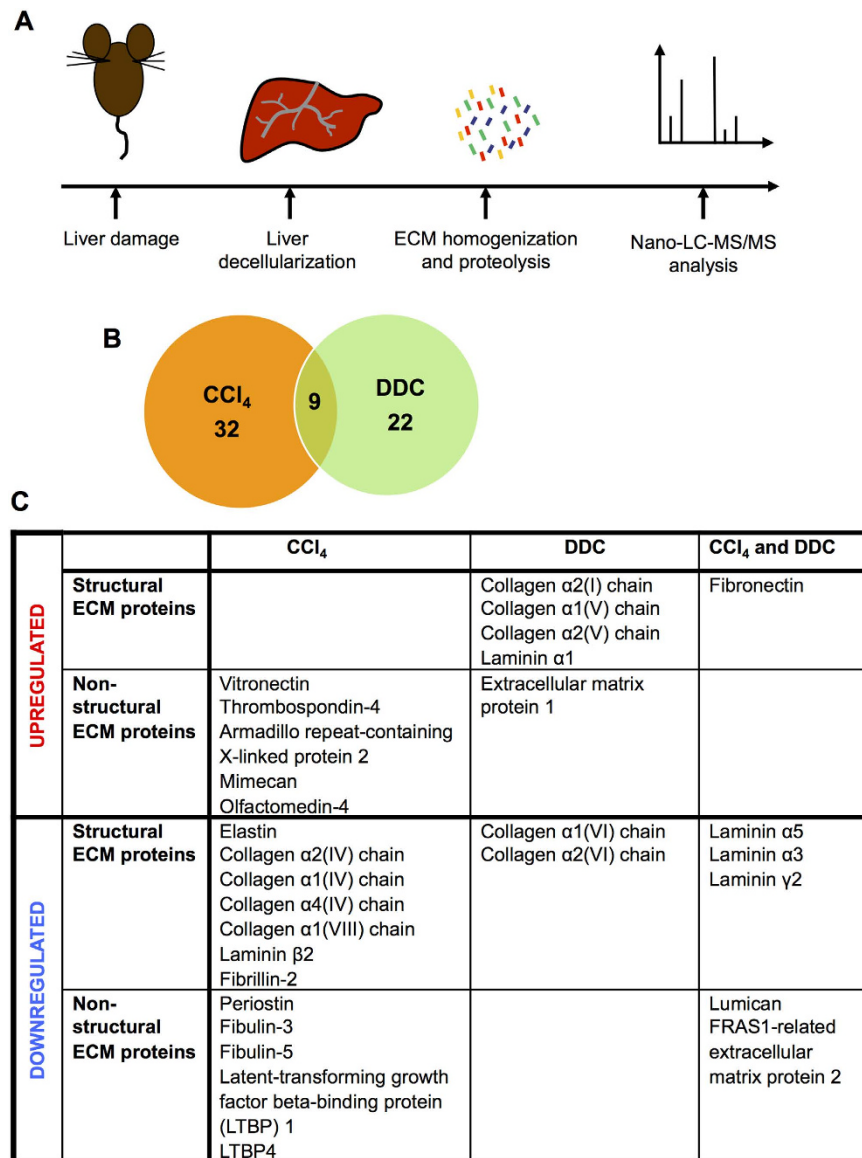 A
Liver damage
Liver
decellularization
ECM homogenization
and proteolysis
Nano-LC-MS/MS
analysis
B
CCl₄
32
9
DDC
22
C
CCl₄
DDC
CCl₄ and DDC
UPREGULATED
Structural
ECM proteins
Collagen α2(I) chain
Collagen α1(V) chain
Collagen α2(V) chain
Laminin α1
Fibronectin
Non-
structural
ECM proteins
Vitronectin
Thrombospondin-4
Armadillo repeat-containing
X-linked protein 2
Mimecan
Olfactomedin-4
Extracellular matrix
protein 1
DOWNREGULATED
Structural
ECM proteins
Elastin
Collagen α2(IV) chain
Collagen α1(IV) chain
Collagen α4(IV) chain
Collagen α1(VIII) chain
Laminin β2
Fibrillin-2
Collagen α1(VI) chain
Collagen α2(VI) chain
Laminin α5
Laminin α3
Laminin γ2
Non-
structural
ECM proteins
Periostin
Fibulin-3
Fibulin-5
Latent-transforming growth
factor beta-binding protein
(LTBP) 1
LTBP4
Lumican
FRAS1-related
extracellular
matrix protein 2